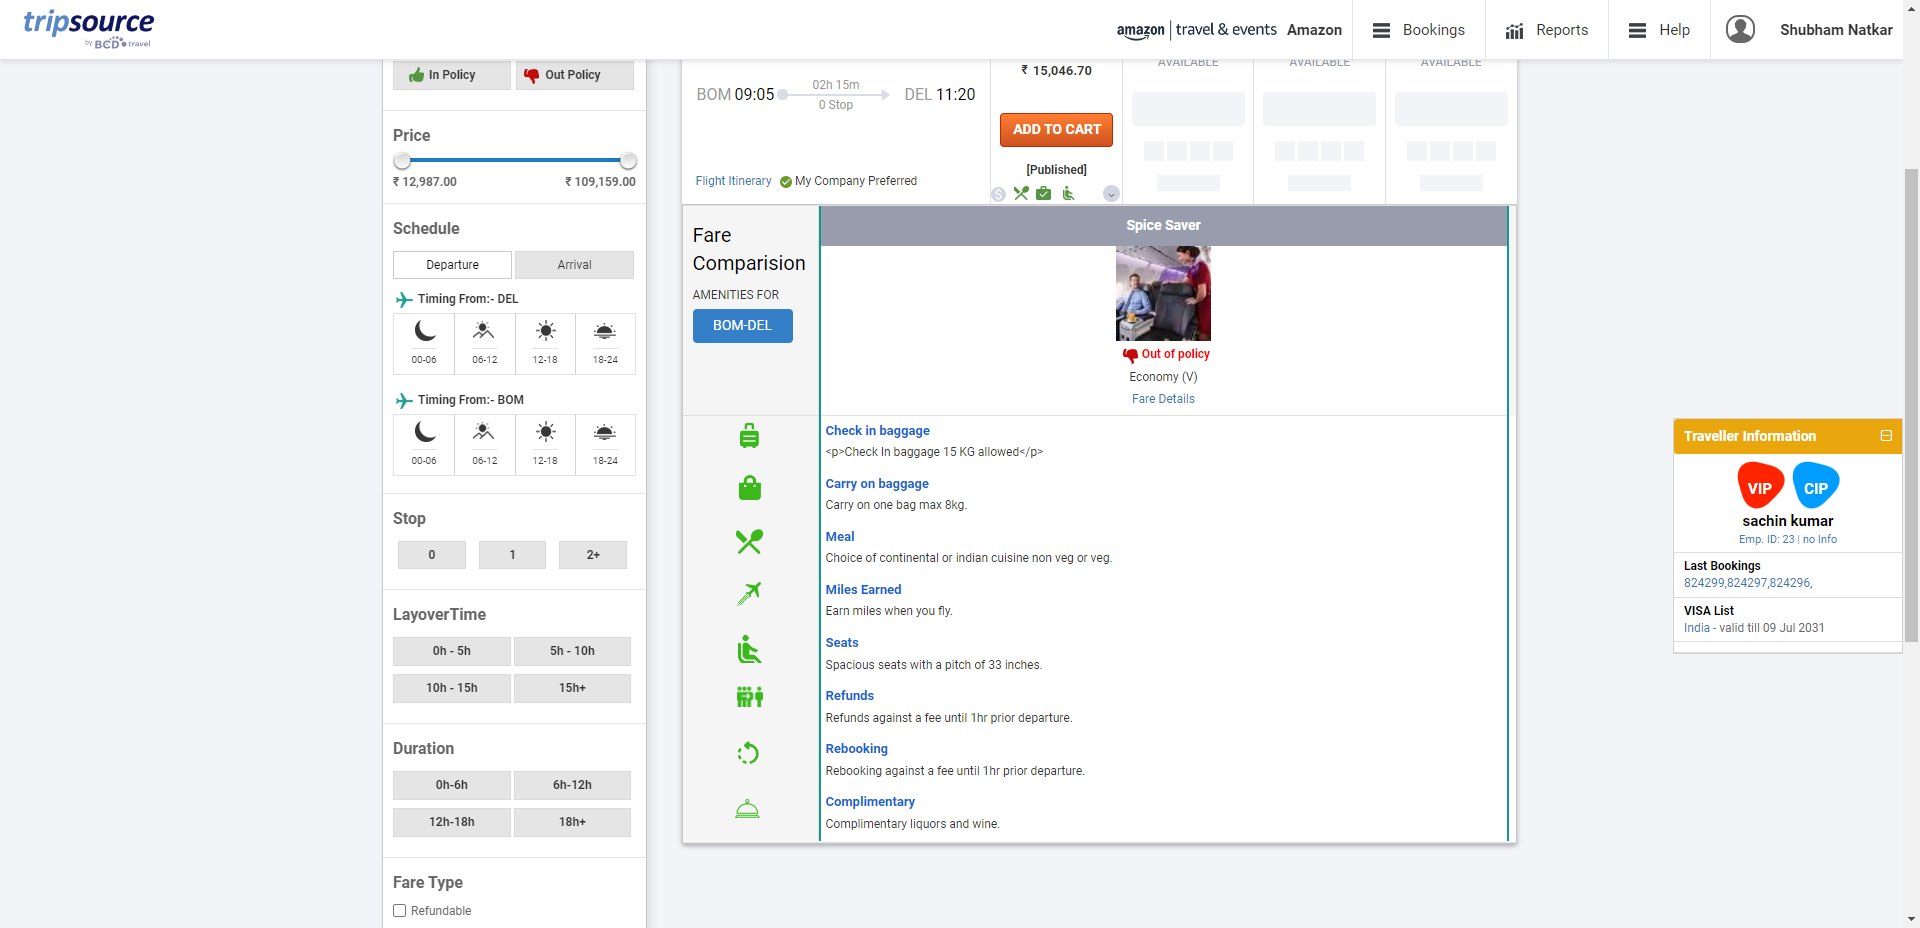 tripsource
by BCD travel
amazon | travel & events Amazon
Bookings
Reports
Help
Shubham Natkar
In Policy
Out Policy
Price
₹ 12,987.00
₹ 109,159.00
Schedule
Departure
Arrival
Timing From:- DEL
00-06
06-12
12-18
18-24
Timing From:- BOM
00-06
06-12
12-18
18-24
Stop
0
1
2+
LayoverTime
0h - 5h
5h - 10h
10h - 15h
15h+
Duration
0h-6h
6h-12h
12h-18h
18h+
Fare Type
Refundable
BOM 09:05
02h 15m
0 Stop
DEL 11:20
Flight Itinerary
My Company Preferred
₹ 15,046.70
ADD TO CART
[Published]
AVAILABLE
AVAILABLE
AVAILABLE
Fare
Comparision
AMENITIES FOR
BOM-DEL
Spice Saver
Out of policy
Economy (V)
Fare Details
Check in baggage
<p>Check In baggage 15 KG allowed</p>
Carry on baggage
Carry on one bag max 8kg.
Meal
Choice of continental or indian cuisine non veg or veg.
Miles Earned
Earn miles when you fly.
Seats
Spacious seats with a pitch of 33 inches.
Refunds
Refunds against a fee until 1hr prior departure.
Rebooking
Rebooking against a fee until 1hr prior departure.
Complimentary
Complimentary liquors and wine.
Traveller Information
VIP
CIP
sachin kumar
Emp. ID: 23 | no Info
Last Bookings
824299,824297,824296,
VISA List
India - valid till 09 Jul 2031